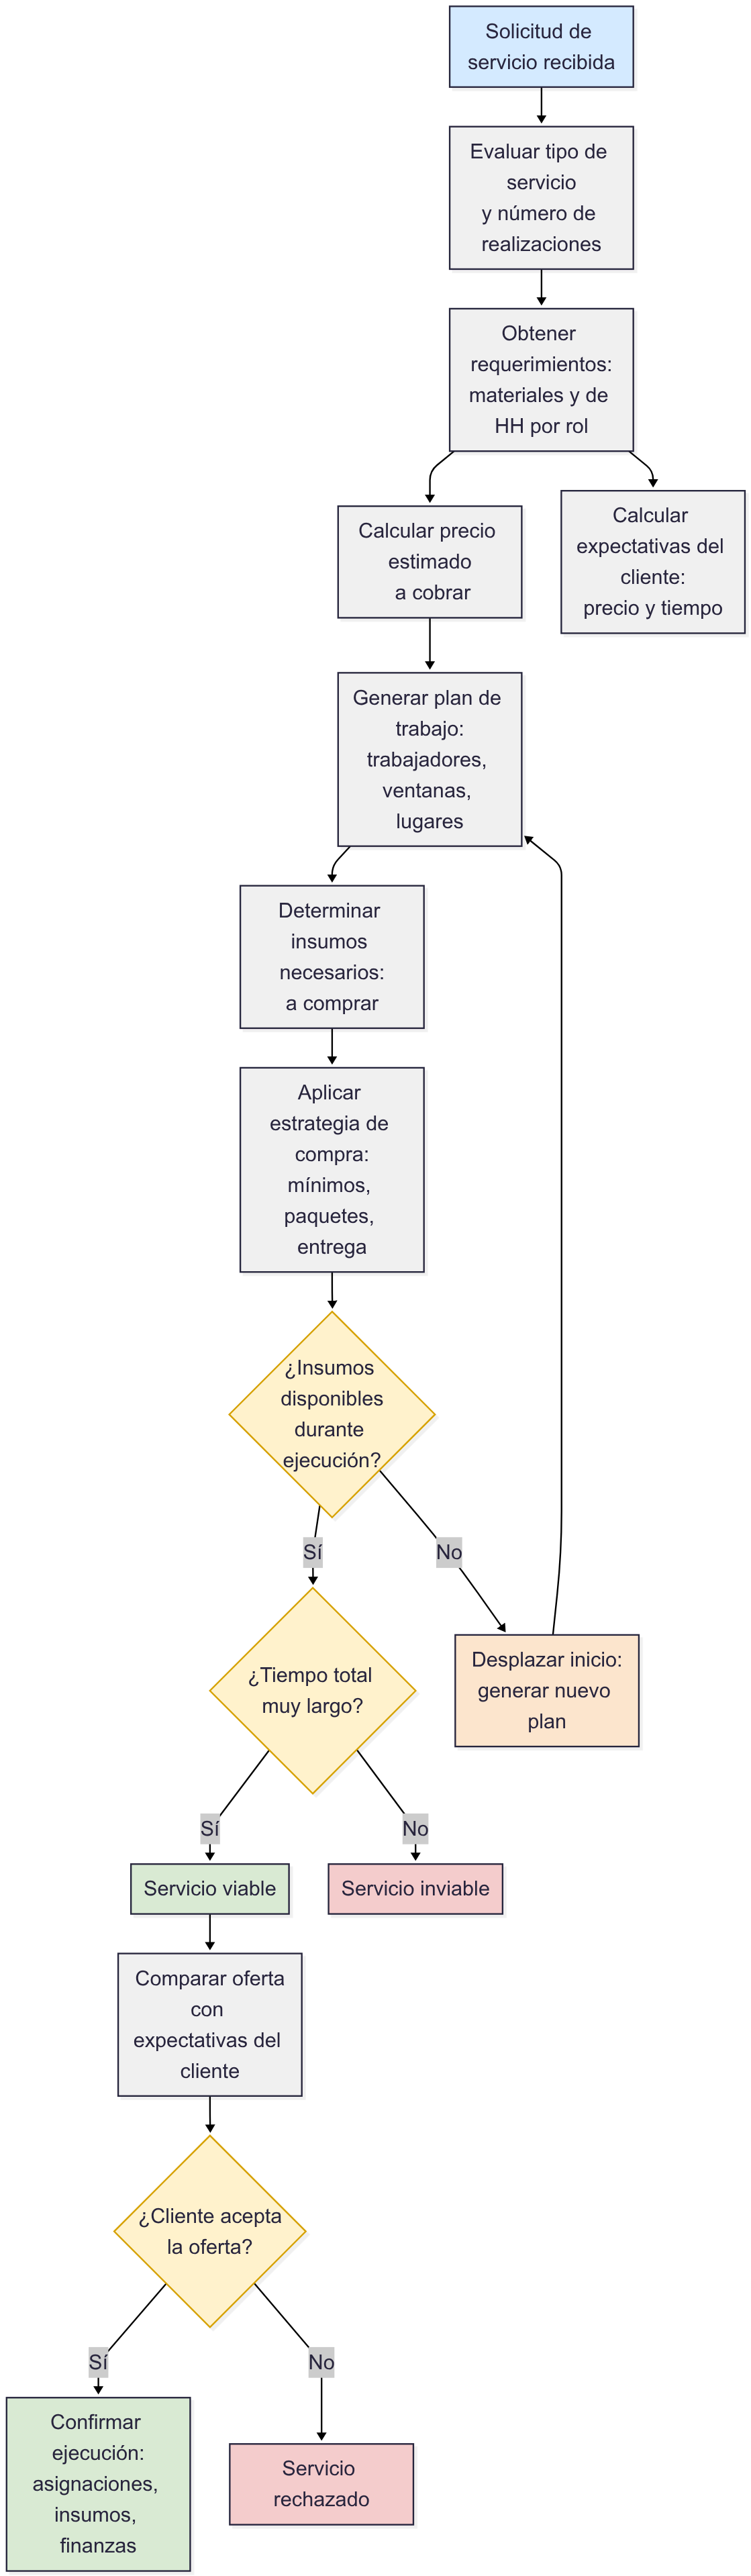 Solicitud de
servicio recibida
Evaluar tipo de
servicio
y número de
realizaciones
Obtener
requerimientos:
materiales y de
HH por rol
Calcular precio
estimado
a cobrar
Calcular
expectativas del
cliente:
precio y tiempo
Generar plan de
trabajo:
trabajadores,
ventanas,
lugares
Determinar
insumos
necesarios:
a comprar
Aplicar
estrategia de
compra:
mínimos,
paquetes,
entrega
¿Insumos
disponibles
durante
ejecución?
Sí
No
¿Tiempo total
muy largo?
Desplazar inicio:
generar nuevo
plan
Sí
No
Servicio viable
Servicio inviable
Comparar oferta
con
expectativas del
cliente
¿Cliente acepta
la oferta?
Sí
No
Confirmar
ejecución:
asignaciones,
insumos,
finanzas
Servicio
rechazado